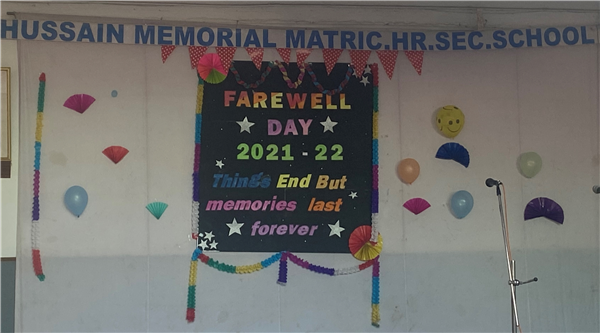 HUSSAIN MEMORIAL MATRIC.HR.SEC.SCHOOL
FAREWELL
DAY
2021 - 22
Things End But
memories last
forever